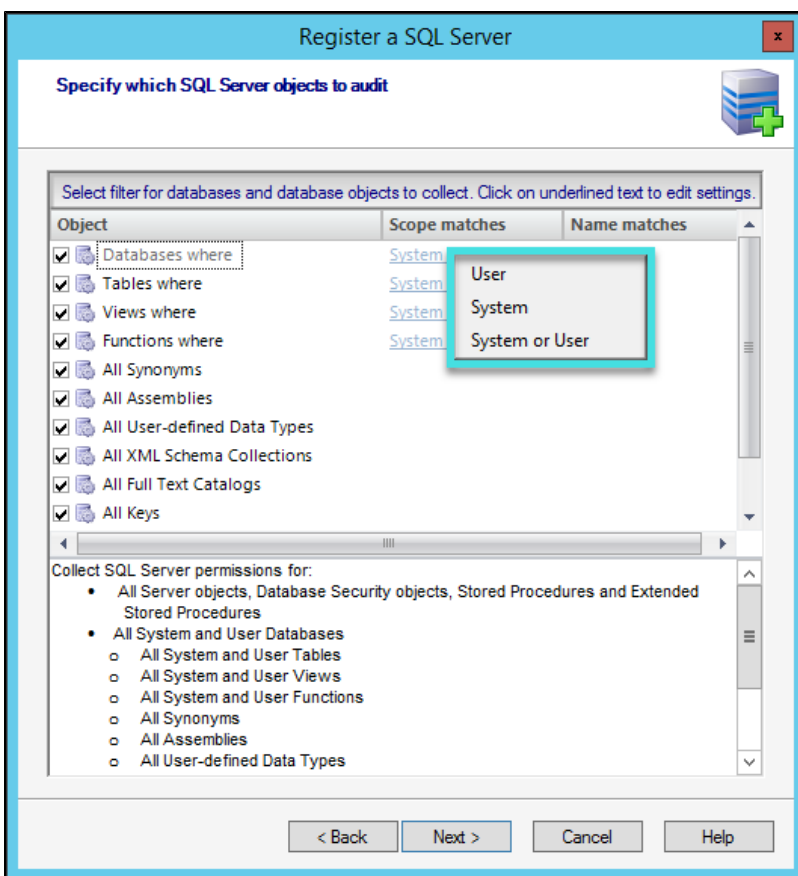 Register a SQL Server
x
Specify which SQL Server objects to audit
Select filter for databases and database objects to collect. Click on underlined text to edit settings.
Object Scope matches Name matches
Databases where System
Tables where System
Views where System
Functions where System
User
System
System or User
All Synonyms
All Assemblies
All User-defined Data Types
All XML Schema Collections
All Full Text Catalogs
All Keys
Collect SQL Server permissions for:
• All Server objects, Database Security objects, Stored Procedures and Extended
Stored Procedures
• All System and User Databases
o All System and User Tables
o All System and User Views
o All System and User Functions
o All Synonyms
o All Assemblies
o All User-defined Data Types
< Back Next > Cancel Help